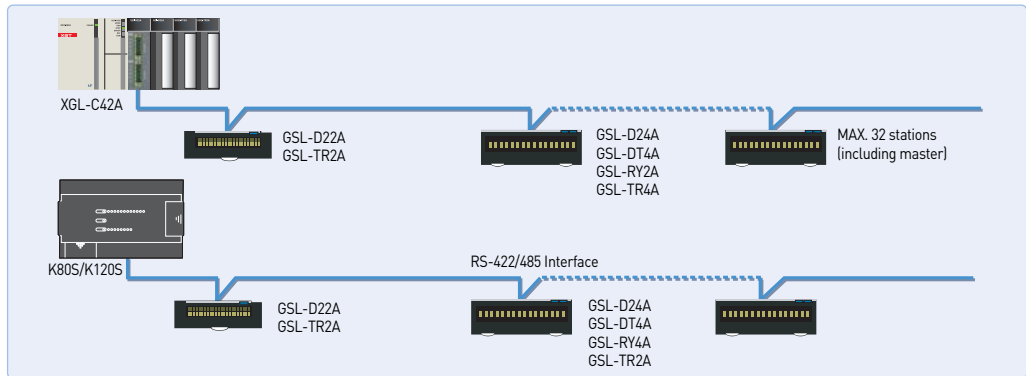 XGL-C42A
GSL-D22A
GSL-TR2A
GSL-D24A
GSL-DT4A
GSL-RY2A
GSL-TR4A
MAX. 32 stations
(including master)
K80S/K120S
RS-422/485 Interface
GSL-D22A
GSL-TR2A
GSL-D24A
GSL-DT4A
GSL-RY4A
GSL-TR2A